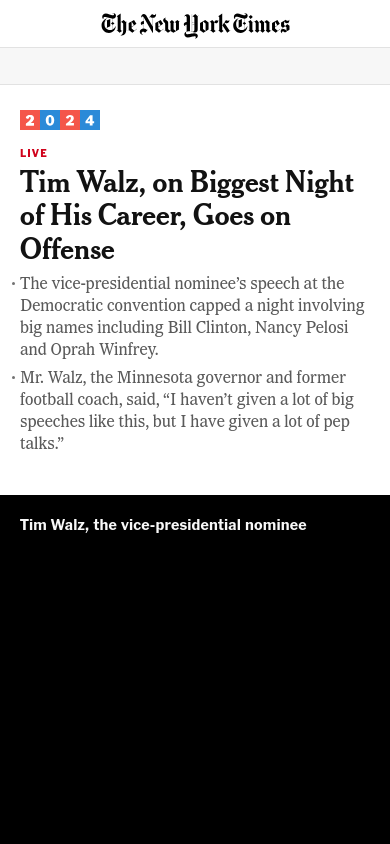 The New York Times
2024
LIVE
Tim Walz, on Biggest Night
of His Career, Goes on
Offense
· The vice-presidential nominee’s speech at the
Democratic convention capped a night involving
big names including Bill Clinton, Nancy Pelosi
and Oprah Winfrey.
· Mr. Walz, the Minnesota governor and former
football coach, said, “I haven’t given a lot of big
speeches like this, but I have given a lot of pep
talks.”
Tim Walz, the vice-presidential nominee